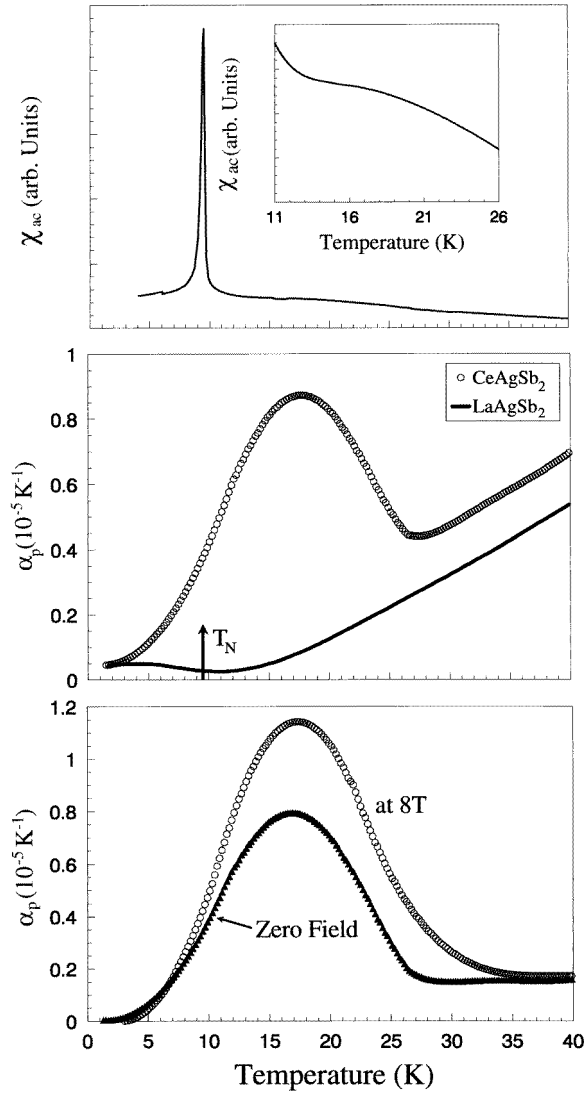 χac (arb. Units)
χac (arb. Units)
11 16 21 26
Temperature (K)
1
0.8
0.6
0.4
0.2
0
αp (10-5 K-1)
CeAgSb2
LaAgSb2
TN
1.2
1
0.8
0.6
0.4
0.2
0
αp (10-5 K-1)
at 8T
Zero Field
0 5 10 15 20 25 30 35 40
Temperature (K)